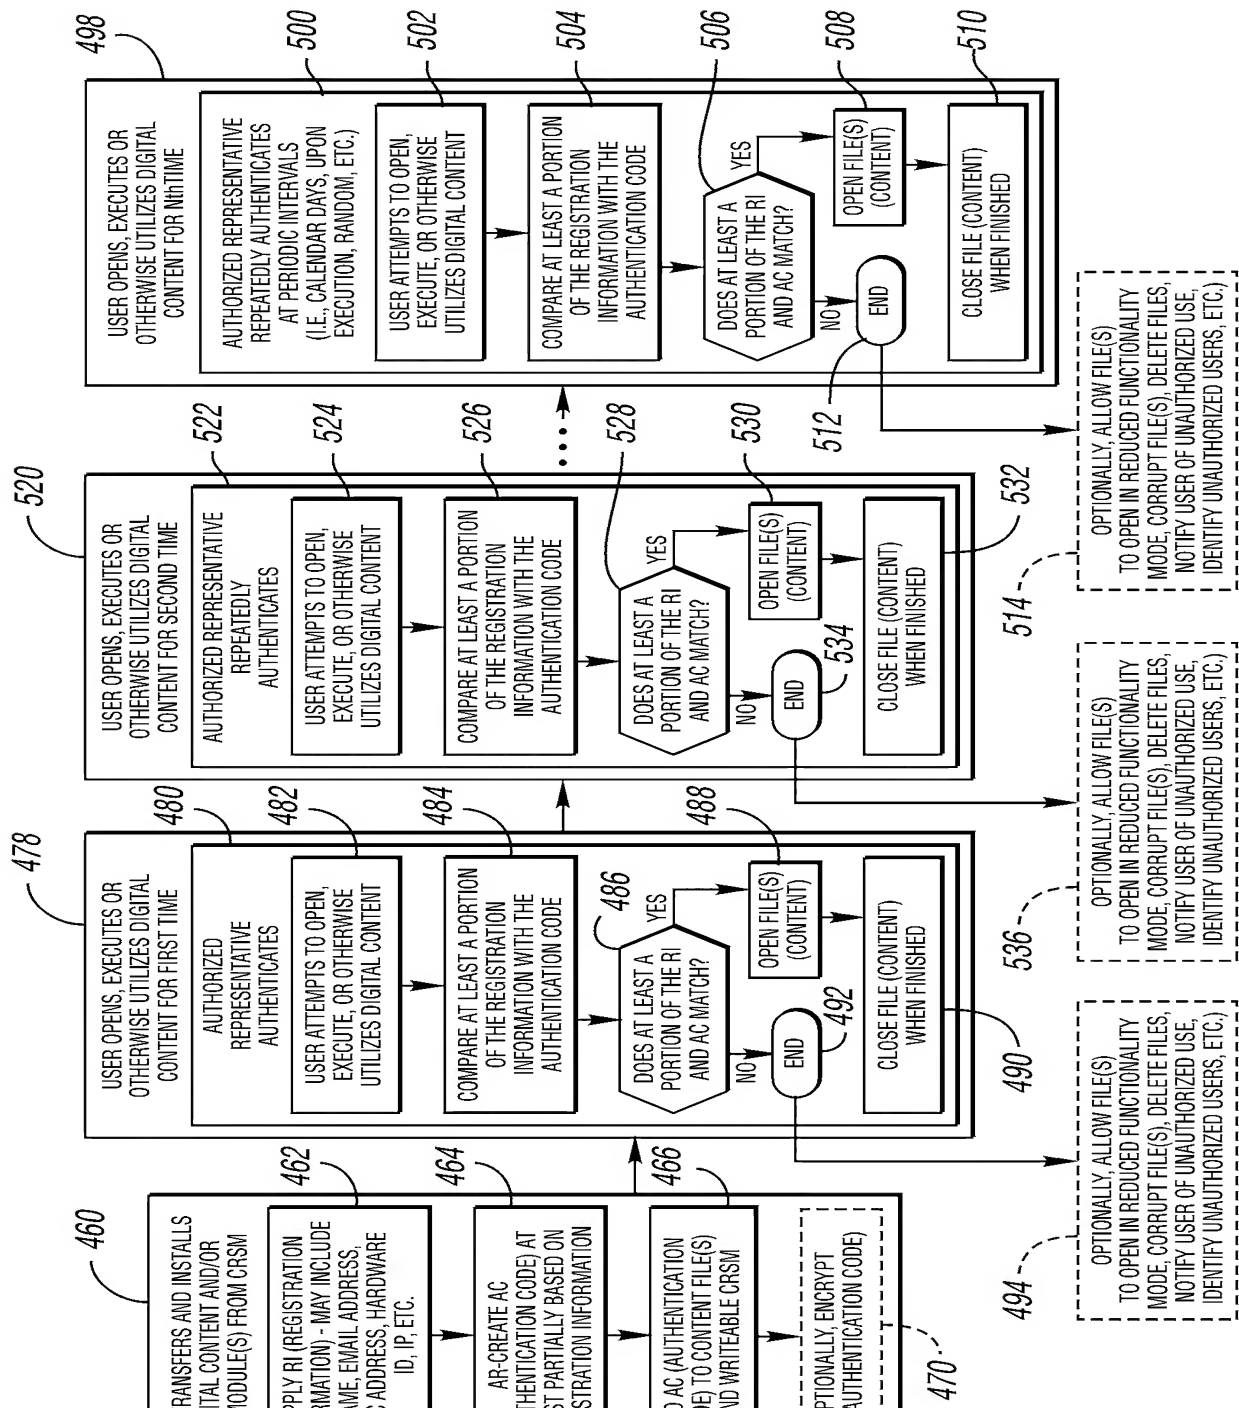 460
TRANSFERS AND INSTALLS
CONTENT AND/OR
MODULE(S) FROM CRSM
462
RI (REGISTRATION
MAY INCLUDE
EMAIL ADDRESS,
ADDRESS, HARDWARE
ID, IP, ETC.
464
AR-CREATE AC
CODE) AT
PARTIALLY BASED ON
INFORMATION
466
AC (AUTHENTICATION
TO CONTENT FILE(S)
WRITEABLE CRSM
ENCRYPT
AUTHENTICATION CODE)
470
478
USER OPENS, EXECUTES OR
OTHERWISE UTILIZES DIGITAL
CONTENT FOR FIRST TIME
480
AUTHORIZED
REPRESENTATIVE
AUTHENTICATES
482
USER ATTEMPTS TO OPEN,
EXECUTE, OR OTHERWISE
UTILIZES DIGITAL CONTENT
484
COMPARE AT LEAST A PORTION
OF THE REGISTRATION
INFORMATION WITH THE
AUTHENTICATION CODE
486
DOES AT LEAST A
PORTION OF THE RI
AND AC MATCH?
YES
NO
488
OPEN FILE(S)
(CONTENT)
END
492
CLOSE FILE (CONTENT)
WHEN FINISHED
490
494
OPTIONALLY, ALLOW FILE(S)
TO OPEN IN REDUCED FUNCTIONALITY
MODE, CORRUPT FILE(S), DELETE FILES,
NOTIFY USER OF UNAUTHORIZED USE,
IDENTIFY UNAUTHORIZED USERS, ETC.)
520
USER OPENS, EXECUTES OR
OTHERWISE UTILIZES DIGITAL
CONTENT FOR SECOND TIME
522
AUTHORIZED REPRESENTATIVE
REPEATEDLY
AUTHENTICATES
524
USER ATTEMPTS TO OPEN,
EXECUTE, OR OTHERWISE
UTILIZES DIGITAL CONTENT
526
COMPARE AT LEAST A PORTION
OF THE REGISTRATION
INFORMATION WITH THE
AUTHENTICATION CODE
528
DOES AT LEAST A
PORTION OF THE RI
AND AC MATCH?
YES
NO
530
OPEN FILE(S)
(CONTENT)
END
534
CLOSE FILE (CONTENT)
WHEN FINISHED
532
536
OPTIONALLY, ALLOW FILE(S)
TO OPEN IN REDUCED FUNCTIONALITY
MODE, CORRUPT FILE(S), DELETE FILES,
NOTIFY USER OF UNAUTHORIZED USE,
IDENTIFY UNAUTHORIZED USERS, ETC.)
498
USER OPENS, EXECUTES OR
OTHERWISE UTILIZES DIGITAL
CONTENT FOR NthTIME
500
AUTHORIZED REPRESENTATIVE
REPEATEDLY AUTHENTICATES
AT PERIODIC INTERVALS
(I.E., CALENDAR DAYS, UPON
EXECUTION, RANDOM, ETC.)
502
USER ATTEMPTS TO OPEN,
EXECUTE, OR OTHERWISE
UTILIZES DIGITAL CONTENT
504
COMPARE AT LEAST A PORTION
OF THE REGISTRATION
INFORMATION WITH THE
AUTHENTICATION CODE
506
DOES AT LEAST A
PORTION OF THE RI
AND AC MATCH?
YES
NO
508
OPEN FILE(S)
(CONTENT)
END
512
CLOSE FILE (CONTENT)
WHEN FINISHED
510
514
OPTIONALLY, ALLOW FILE(S)
TO OPEN IN REDUCED FUNCTIONALITY
MODE, CORRUPT FILE(S), DELETE FILES,
NOTIFY USER OF UNAUTHORIZED USE,
IDENTIFY UNAUTHORIZED USERS, ETC.)